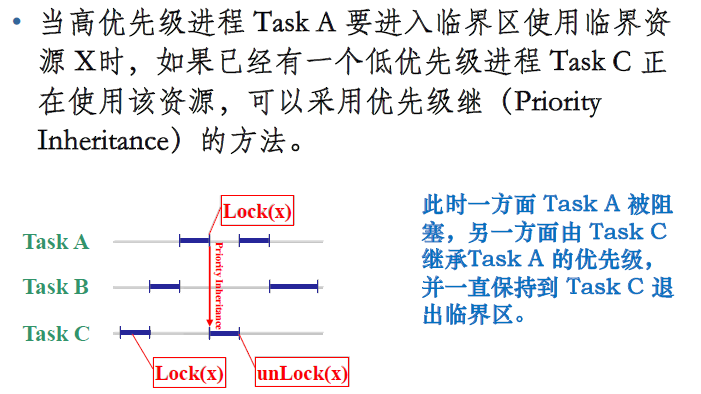 • 当高优先级进程 Task A 要进入临界区使用临界资
源 X时，如果已经有一个低优先级进程 Task C 正
在使用该资源，可以采用优先级继（Priority
Inheritance）的方法。
Lock(x)
Task A
Priority Inheritance
Task B
Task C
Lock(x)
unLock(x)
此时一方面 Task A 被阻
塞，另一方面由 Task C
继承Task A 的优先级，
并一直保持到 Task C 退
出临界区。